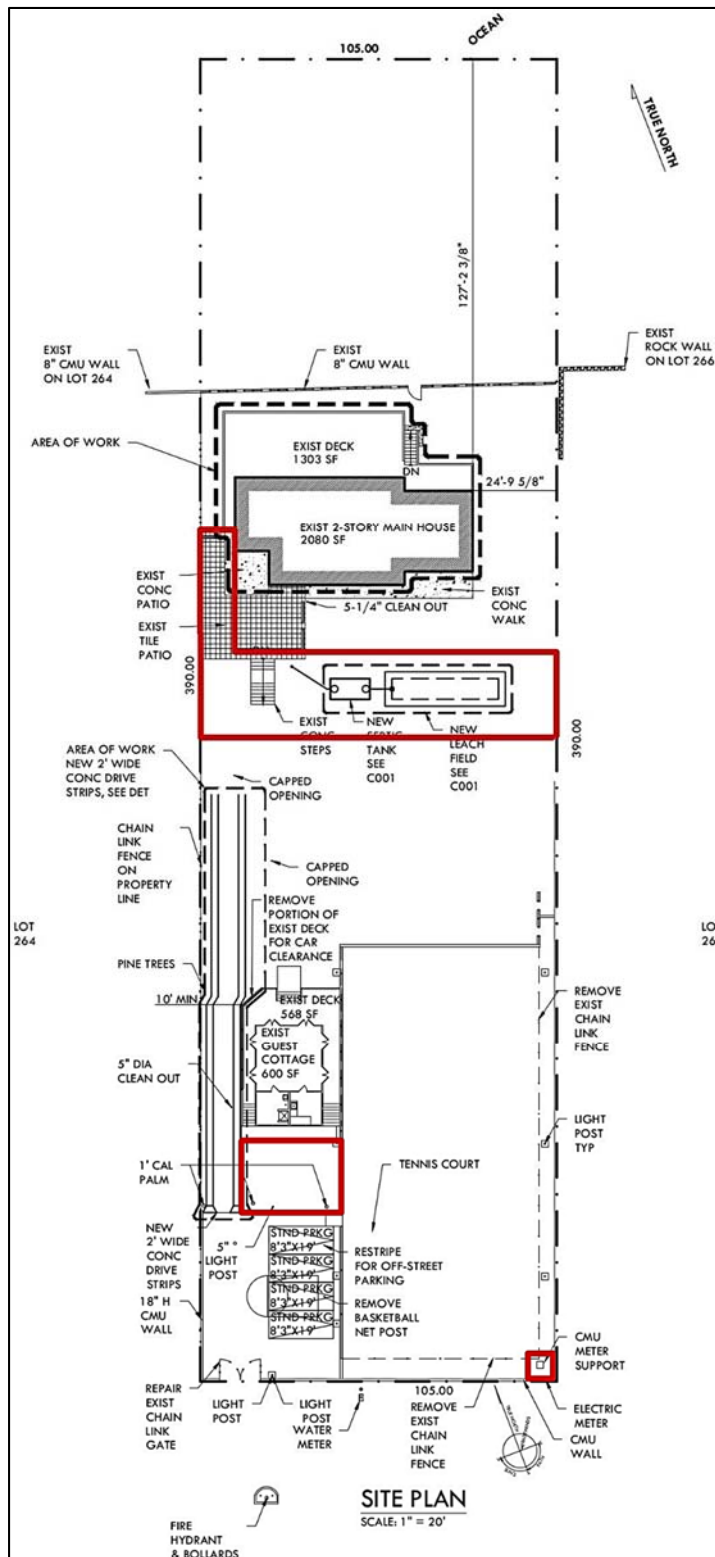 OCEAN
105.00
TRUE NORTH
127'-2 3/8"
EXIST
8" CMU WALL
ON LOT 264
EXIST
8" CMU WALL
EXIST
ROCK WALL
ON LOT 266
AREA OF WORK
EXIST DECK
1303 SF
DN
24'-9 5/8"
EXIST 2-STORY MAIN HOUSE
2080 SF
EXIST
CONC
PATIO
EXIST
TILE
PATIO
5-1/4" CLEAN OUT
EXIST
CONC
WALK
390.00
390.00
EXIST
CONC
STEPS
NEW
SEPTIC
TANK
SEE
C001
NEW
LEACH
FIELD
SEE
C001
AREA OF WORK
NEW 2' WIDE
CONC DRIVE
STRIPS, SEE DET
CAPPED
OPENING
CHAIN
LINK
FENCE
ON
PROPERTY
LINE
CAPPED
OPENING
REMOVE
PORTION OF
EXIST DECK
FOR CAR
CLEARANCE
LOT
264
LO
26
PINE TREES
10' MIN
EXIST DECK
568 SF
EXIST
GUEST
COTTAGE
600 SF
REMOVE
EXIST
CHAIN
LINK
FENCE
5" DIA
CLEAN OUT
LIGHT
POST
TYP
1' CAL
PALM
TENNIS COURT
NEW
2' WIDE
CONC
DRIVE
STRIPS
5" °
LIGHT
POST
STND PRKG
8'3"X19'
STND PRKG
8'3"X19'
STND PRKG
8'3"X19'
STND PRKG
8'3"X19'
RESTRIPE
FOR OFF-STREET
PARKING
REMOVE
BASKETBALL
NET POST
18" H
CMU
WALL
CMU
METER
SUPPORT
REPAIR
EXIST
CHAIN
LINK
GATE
LIGHT
POST
LIGHT
POST
WATER
METER
105.00
REMOVE
EXIST
CHAIN
LINK
FENCE
ELECTRIC
METER
CMU
WALL
SITE PLAN
SCALE: 1" = 20'
FIRE
HYDRANT
& BOLLARDS